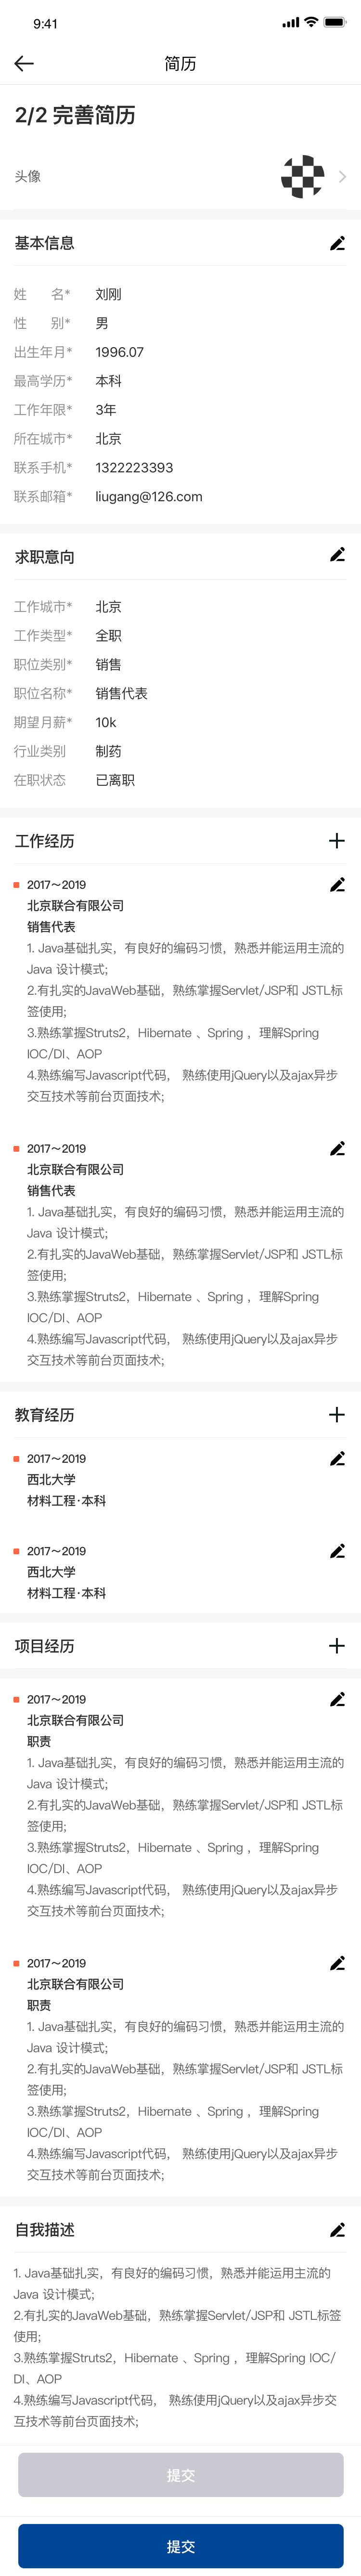 9:41
简历
2/2 完善简历
头像
基本信息
姓 名* 刘刚
性 别* 男
出生年月* 1996.07
最高学历* 本科
工作年限* 3年
所在城市* 北京
联系手机* 1322223393
联系邮箱* liugang@126.com
求职意向
工作城市* 北京
工作类型* 全职
职位类别* 销售
职位名称* 销售代表
期望月薪* 10k
行业类别 制药
在职状态 已离职
工作经历
2017～2019
北京联合有限公司
销售代表
1. Java基础扎实，有良好的编码习惯，熟悉并能运用主流的
Java 设计模式;
2.有扎实的JavaWeb基础，熟练掌握Servlet/JSP和 JSTL标
签使用;
3.熟练掌握Struts2，Hibernate 、Spring ，理解Spring
IOC/DI、AOP
4.熟练编写Javascript代码， 熟练使用jQuery以及ajax异步
交互技术等前台页面技术;
2017～2019
北京联合有限公司
销售代表
1. Java基础扎实，有良好的编码习惯，熟悉并能运用主流的
Java 设计模式;
2.有扎实的JavaWeb基础，熟练掌握Servlet/JSP和 JSTL标
签使用;
3.熟练掌握Struts2，Hibernate 、Spring ，理解Spring
IOC/DI、AOP
4.熟练编写Javascript代码， 熟练使用jQuery以及ajax异步
交互技术等前台页面技术;
教育经历
2017～2019
西北大学
材料工程·本科
2017～2019
西北大学
材料工程·本科
项目经历
2017～2019
北京联合有限公司
职责
1. Java基础扎实，有良好的编码习惯，熟悉并能运用主流的
Java 设计模式;
2.有扎实的JavaWeb基础，熟练掌握Servlet/JSP和 JSTL标
签使用;
3.熟练掌握Struts2，Hibernate 、Spring ，理解Spring
IOC/DI、AOP
4.熟练编写Javascript代码， 熟练使用jQuery以及ajax异步
交互技术等前台页面技术;
2017～2019
北京联合有限公司
职责
1. Java基础扎实，有良好的编码习惯，熟悉并能运用主流的
Java 设计模式;
2.有扎实的JavaWeb基础，熟练掌握Servlet/JSP和 JSTL标
签使用;
3.熟练掌握Struts2，Hibernate 、Spring ，理解Spring
IOC/DI、AOP
4.熟练编写Javascript代码， 熟练使用jQuery以及ajax异步
交互技术等前台页面技术;
自我描述
1. Java基础扎实，有良好的编码习惯，熟悉并能运用主流的
Java 设计模式;
2.有扎实的JavaWeb基础，熟练掌握Servlet/JSP和 JSTL标签
使用;
3.熟练掌握Struts2，Hibernate 、Spring ，理解Spring IOC/
DI、AOP
4.熟练编写Javascript代码， 熟练使用jQuery以及ajax异步交
互技术等前台页面技术;
提交
提交